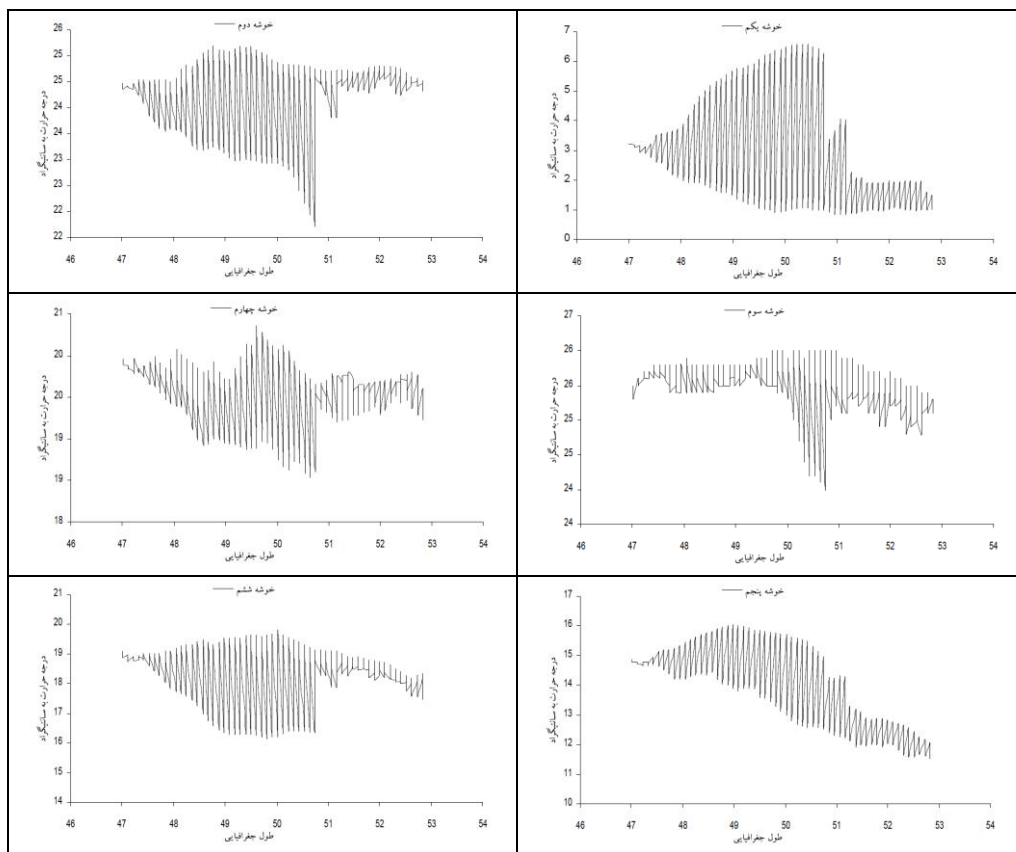 خوشه یکم
درجه حرارت به سانتیگراد
7
6
5
4
3
2
1
0
46 47 48 49 50 51 52 53 54
طول جغرافیایی
خوشه دوم
درجه حرارت به سانتیگراد
26
25
25
24
24
23
23
22
22
46 47 48 49 50 51 52 53 54
طول جغرافیایی
خوشه سوم
درجه حرارت به سانتیگراد
27
26
26
25
25
24
24
46 47 48 49 50 51 52 53 54
طول جغرافیایی
خوشه چهارم
درجه حرارت به سانتیگراد
21
20
20
19
19
18
46 47 48 49 50 51 52 53 54
طول جغرافیایی
خوشه پنجم
درجه حرارت به سانتیگراد
17
16
15
14
13
12
11
10
46 47 48 49 50 51 52 53 54
طول جغرافیایی
خوشه ششم
درجه حرارت به سانتیگراد
21
20
19
18
17
16
15
14
46 47 48 49 50 51 52 53 54
طول جغرافیایی